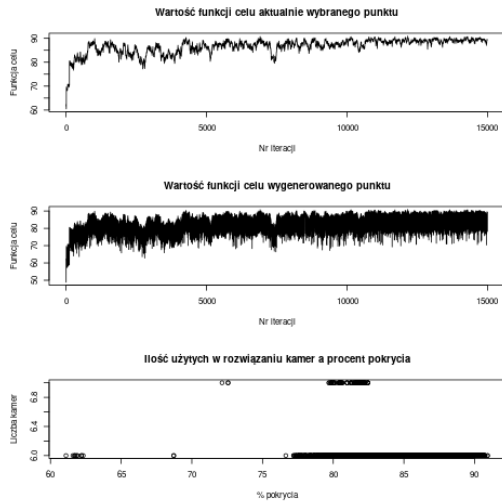 Wartość funkcji celu aktualnie wybranego punktu
Funkcja celu
60 70 80 90
0 5000 10000 15000
Nr iteracji
Wartość funkcji celu wygenerowanego punktu
Funkcja celu
50 60 70 80 90
0 5000 10000 15000
Nr iteracji
Ilość użytych w rozwiązaniu kamer a procent pokrycia
Liczba kamer
6.0 6.4 6.8
60 65 70 75 80 85 90
% pokrycia